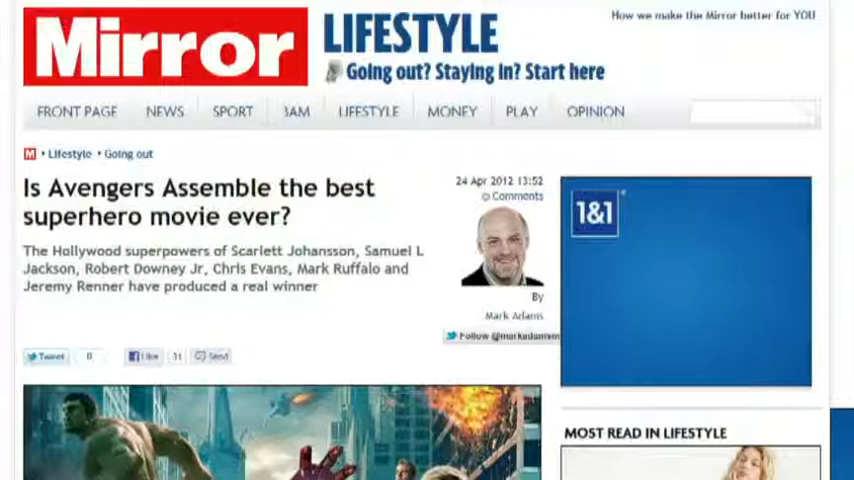 Mirror
LIFESTYLE
Going out? Staying in? Start here
How we make the Mirror better for YOU
FRONT PAGE NEWS SPORT 3AM LIFESTYLE MONEY PLAY OPINION
M • Lifestyle • Going out
Is Avengers Assemble the best
superhero movie ever?
24 Apr 2012 13:52
Comments
The Hollywood superpowers of Scarlett Johansson, Samuel L
Jackson, Robert Downey Jr, Chris Evans, Mark Ruffalo and
Jeremy Renner have produced a real winner
By
Mark Adams
Follow
Tweet 0 Like 31 Send
1&1
MOST READ IN LIFESTYLE